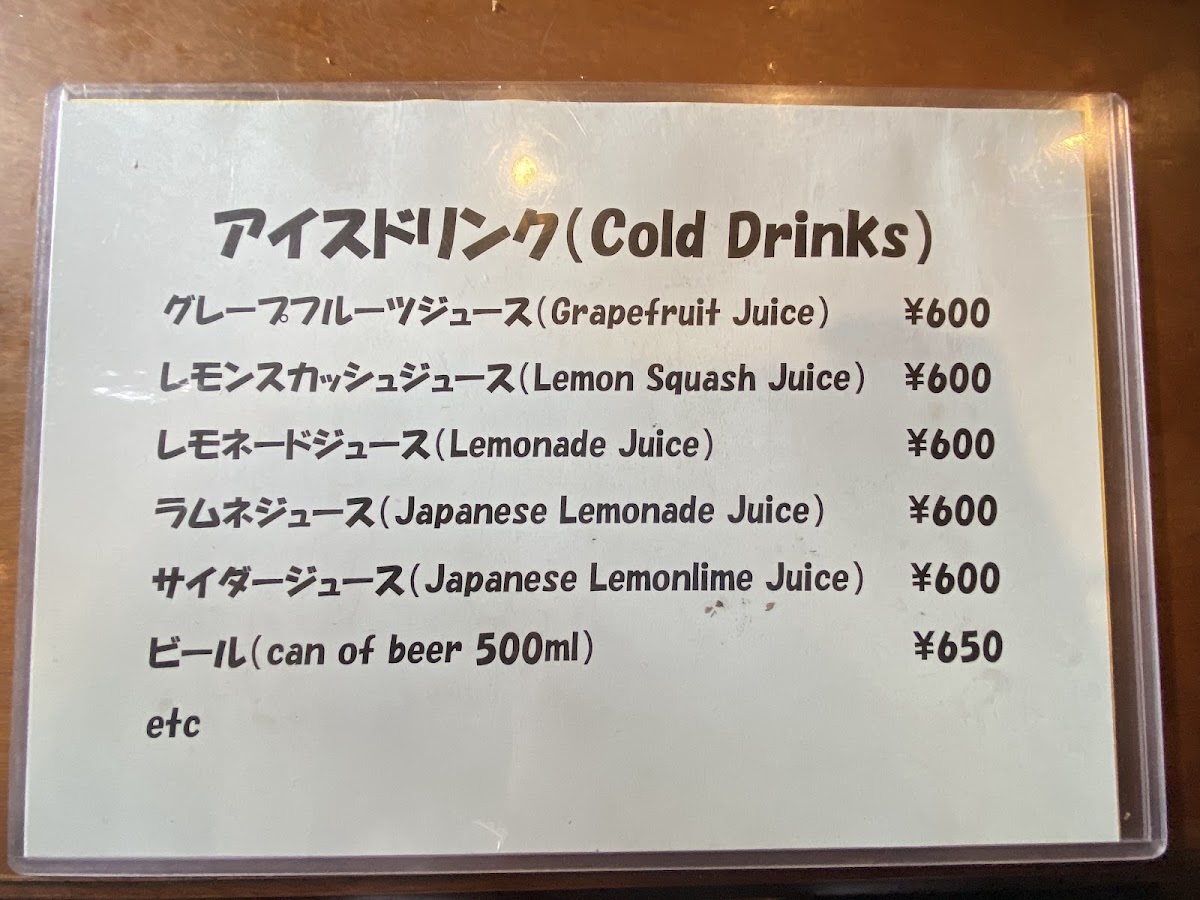 アイスドリンク(Cold Drinks)
グレープフルーツジュース(Grapefruit Juice) ¥600
レモンスカッシュジュース(Lemon Squash Juice) ¥600
レモネードジュース(Lemonade Juice) ¥600
ラムネジュース(Japanese Lemonade Juice) ¥600
サイダージュース(Japanese Lemonlime Juice) ¥600
ビール(can of beer 500ml) ¥650
etc